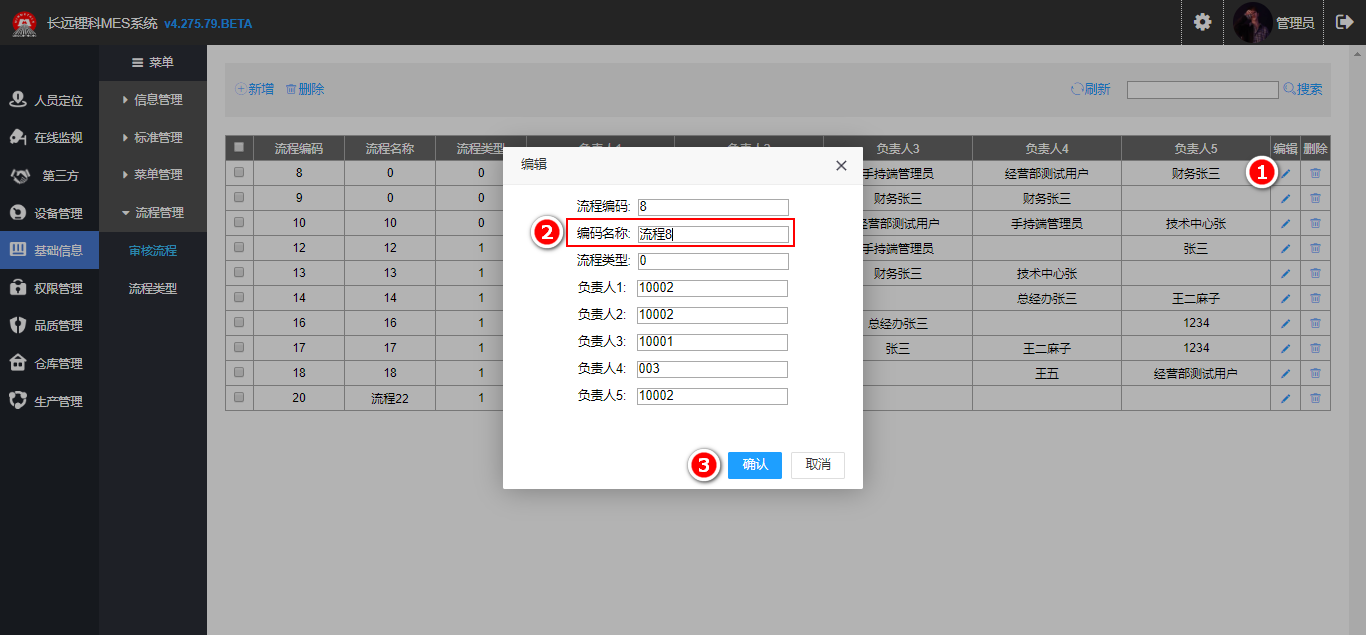 长远锂科MES系统 v4.275.79.BETA
管理员
菜单
人员定位
在线监视
第三方
设备管理
基础信息
权限管理
品质管理
仓库管理
生产管理
信息管理
标准管理
菜单管理
流程管理
审核流程
流程类型
新增 删除 刷新 搜索
流程编码 流程名称 流程类型 负责人3 负责人4 负责人5 编辑 删除
8 0 0 手持端管理员 经营部测试用户 财务张三 1
9 0 0 财务张三 财务张三
10 10 0 经营部测试用户 手持端管理员 技术中心张
12 12 1 手持端管理员 张三
13 13 1 财务张三 技术中心张
14 14 1 总经办张三 王二麻子
16 16 1 总经办张三 1234
17 17 1 张三 王二麻子 1234
18 18 1 王五 经营部测试用户
20 流程22 1
编辑
流程编码: 8
2 编码名称: 流程8
流程类型: 0
负责人1: 10002
负责人2: 10002
负责人3: 10001
负责人4: 003
负责人5: 10002
3 确认 取消